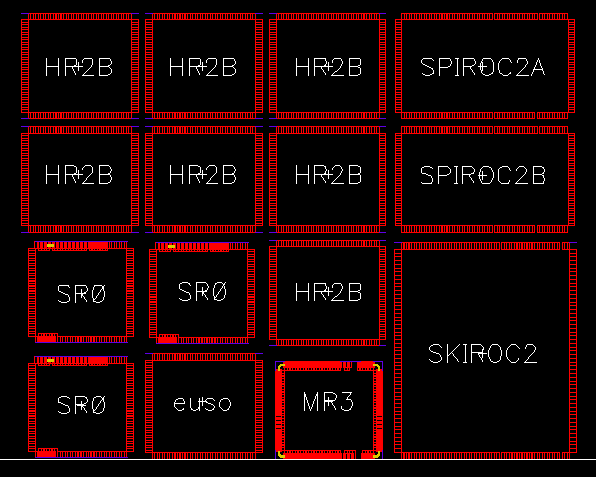 HR2B HR2B HR2B SPIROC2A
HR2B HR2B HR2B SPIROC2B
SR0 SR0 HR2B
SKIROC2
SR0 euso MR3